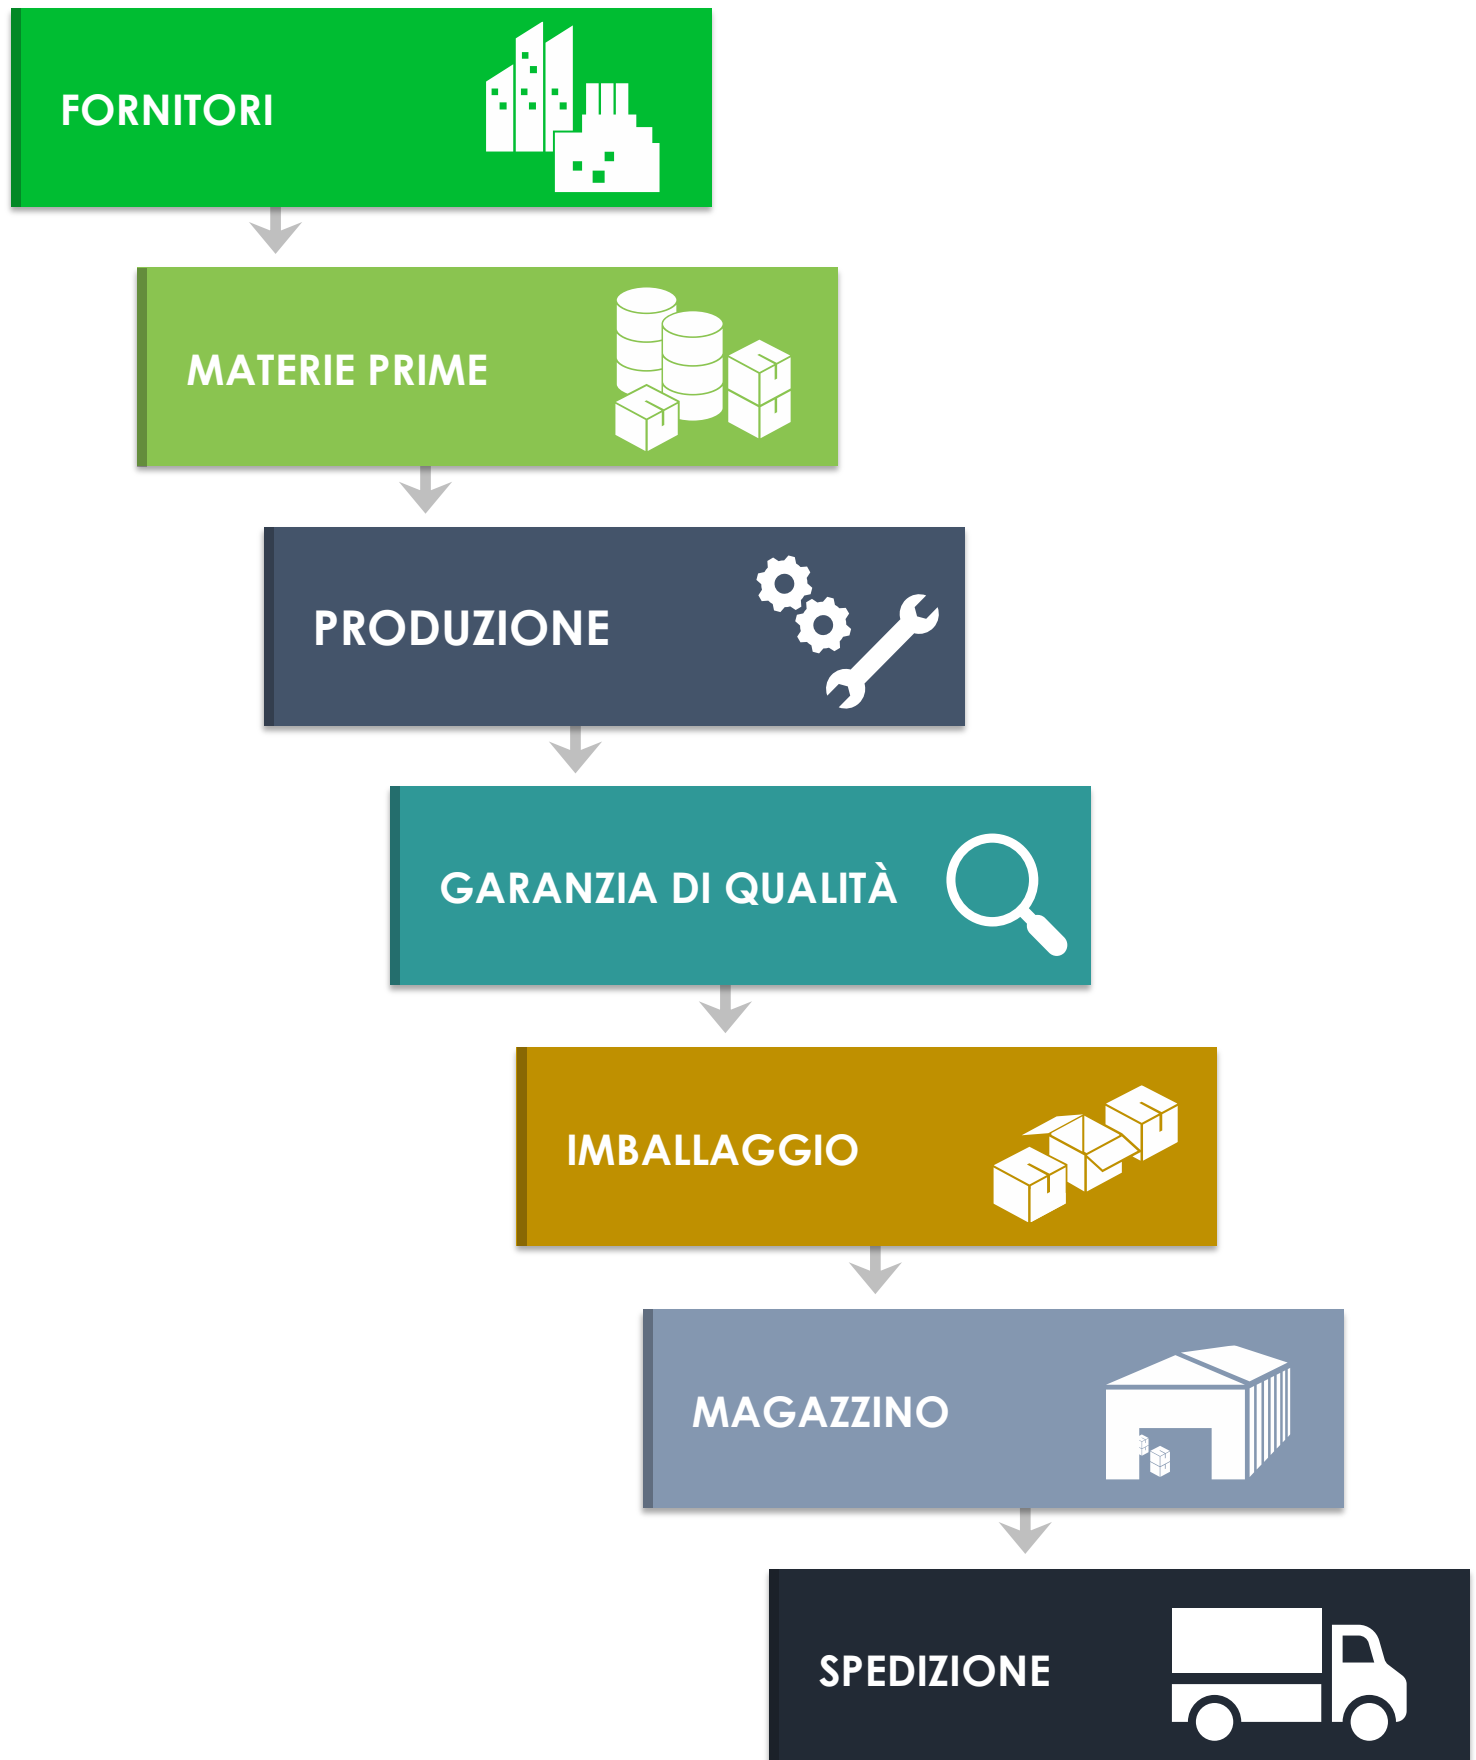 FORNITORI
MATERIE PRIME
PRODUZIONE
GARANZIA DI QUALITÀ
IMBALLAGGIO
MAGAZZINO
SPEDIZIONE